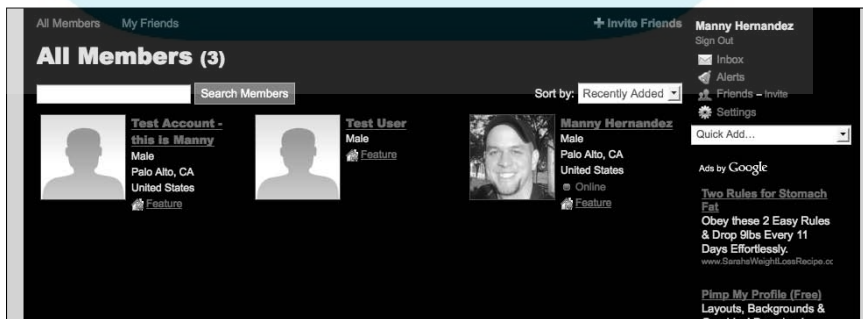 All Members My Friends
Invite Friends
All Members (3)
Search Members
Sort by: Recently Added
Test Account -
this is Manny
Male
Palo Alto, CA
United States
Feature
Test User
Male
Feature
Manny Hernandez
Male
Palo Alto, CA
United States
Online
Feature
Manny Hernandez
Sign Out
Inbox
Alerts
Friends – Invite
Settings
Quick Add...
Ads by Google
Two Rules for Stomach
Fat
Obey these 2 Easy Rules
& Drop 9lbs Every 11
Days Effortlessly.
www.SarahsWeightLossRecipe.cc
Pimp My Profile (Free)
Layouts, Backgrounds &